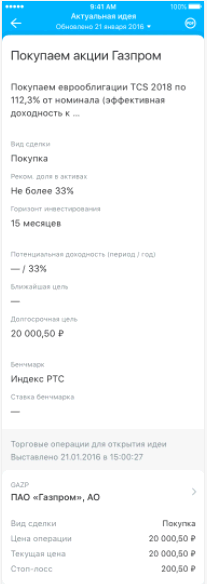 9:41 AM
100%
Актуальная идея
Обновлено 21 января 2016
Покупаем акции Газпром
Покупаем еврооблигации TCS 2018 по
112,3% от номинала (эффективная
доходность к ...
Вид сделки
Покупка
Реком. доля в активах
Не более 33%
Горизонт инвестирования
15 месяцев
Потенциальная доходность (период / год)
— / 33%
Ближайшая цель
—
Долгосрочная цель
20 000,50 ₽
Бенчмарк
Индекс РТС
Ставка бенчмарка
—
Торговые операции для открытия идеи
Выставлено 21.01.2016 в 15:00:27
GAZP
ПАО «Газпром», АО
Вид сделки Покупка
Цена операции 20 000,50 ₽
Текущая цена 20 000,50 ₽
Стоп-лосс 200,50 ₽